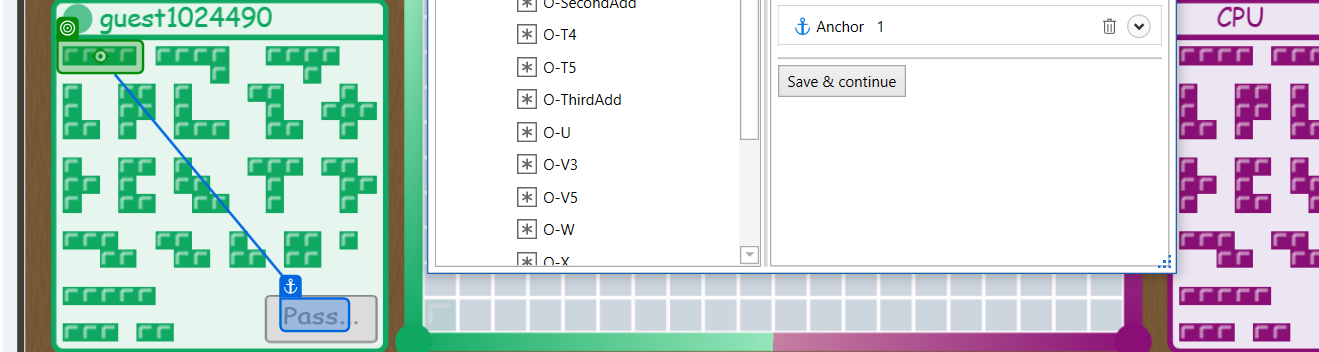 guest1024490
Pass...
O-SecondAdd
O-T4
O-T5
O-ThirdAdd
O-U
O-V3
O-V5
O-W
O-X
Anchor 1
Save & continue
CPU